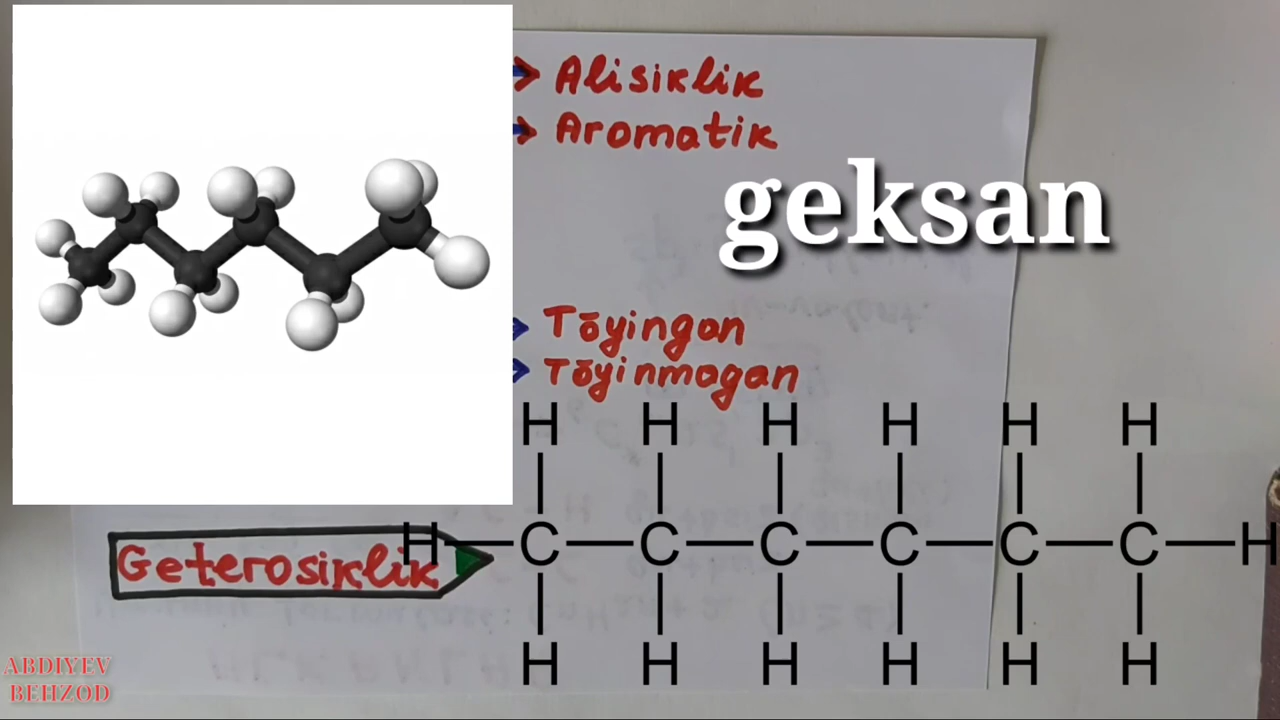 Alisiklik
Aromatik
geksan
Tōyingan
Tōyinmagan
H H H H H H
H C C C C C C H
H H H H H H
Geterosiklik
ABDIYEV
BEHZOD